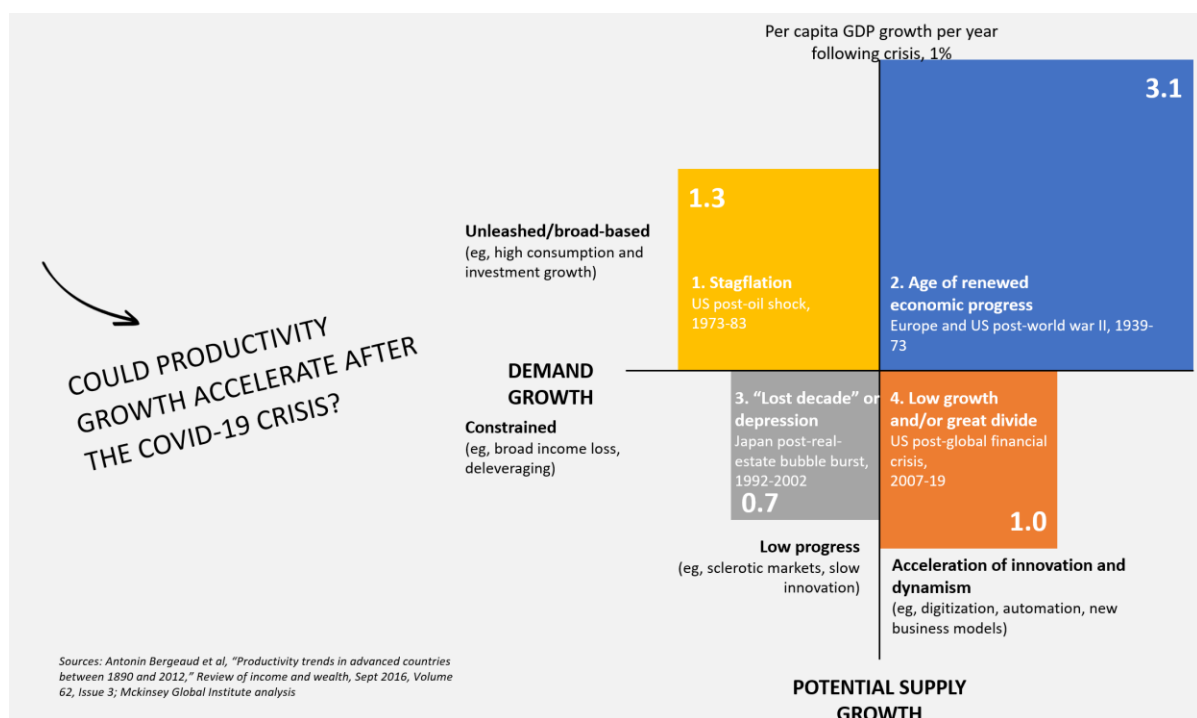 Per capita GDP growth per year
following crisis, 1%
3.1
1.3
Unleashed/broad-based
(eg, high consumption and
investment growth)
1. Stagflation
US post-oil shock,
1973-83
2. Age of renewed
economic progress
Europe and US post-world war II, 1939-
73
COULD PRODUCTIVITY
GROWTH ACCELERATE AFTER
THE COVID-19 CRISIS?
DEMAND
GROWTH
Constrained
(eg, broad income loss,
deleveraging)
3. “Lost decade” or
depression
Japan post-real-
estate bubble burst,
1992-2002
0.7
4. Low growth
and/or great divide
US post-global financial
crisis,
2007-19
1.0
Low progress
(eg, sclerotic markets, slow
innovation)
Acceleration of innovation and
dynamism
(eg, digitization, automation, new
business models)
Sources: Antonin Bergeaud et al, “Productivity trends in advanced countries
between 1890 and 2012,” Review of income and wealth, Sept 2016, Volume
62, Issue 3; Mckinsey Global Institute analysis
POTENTIAL SUPPLY
GROWTH